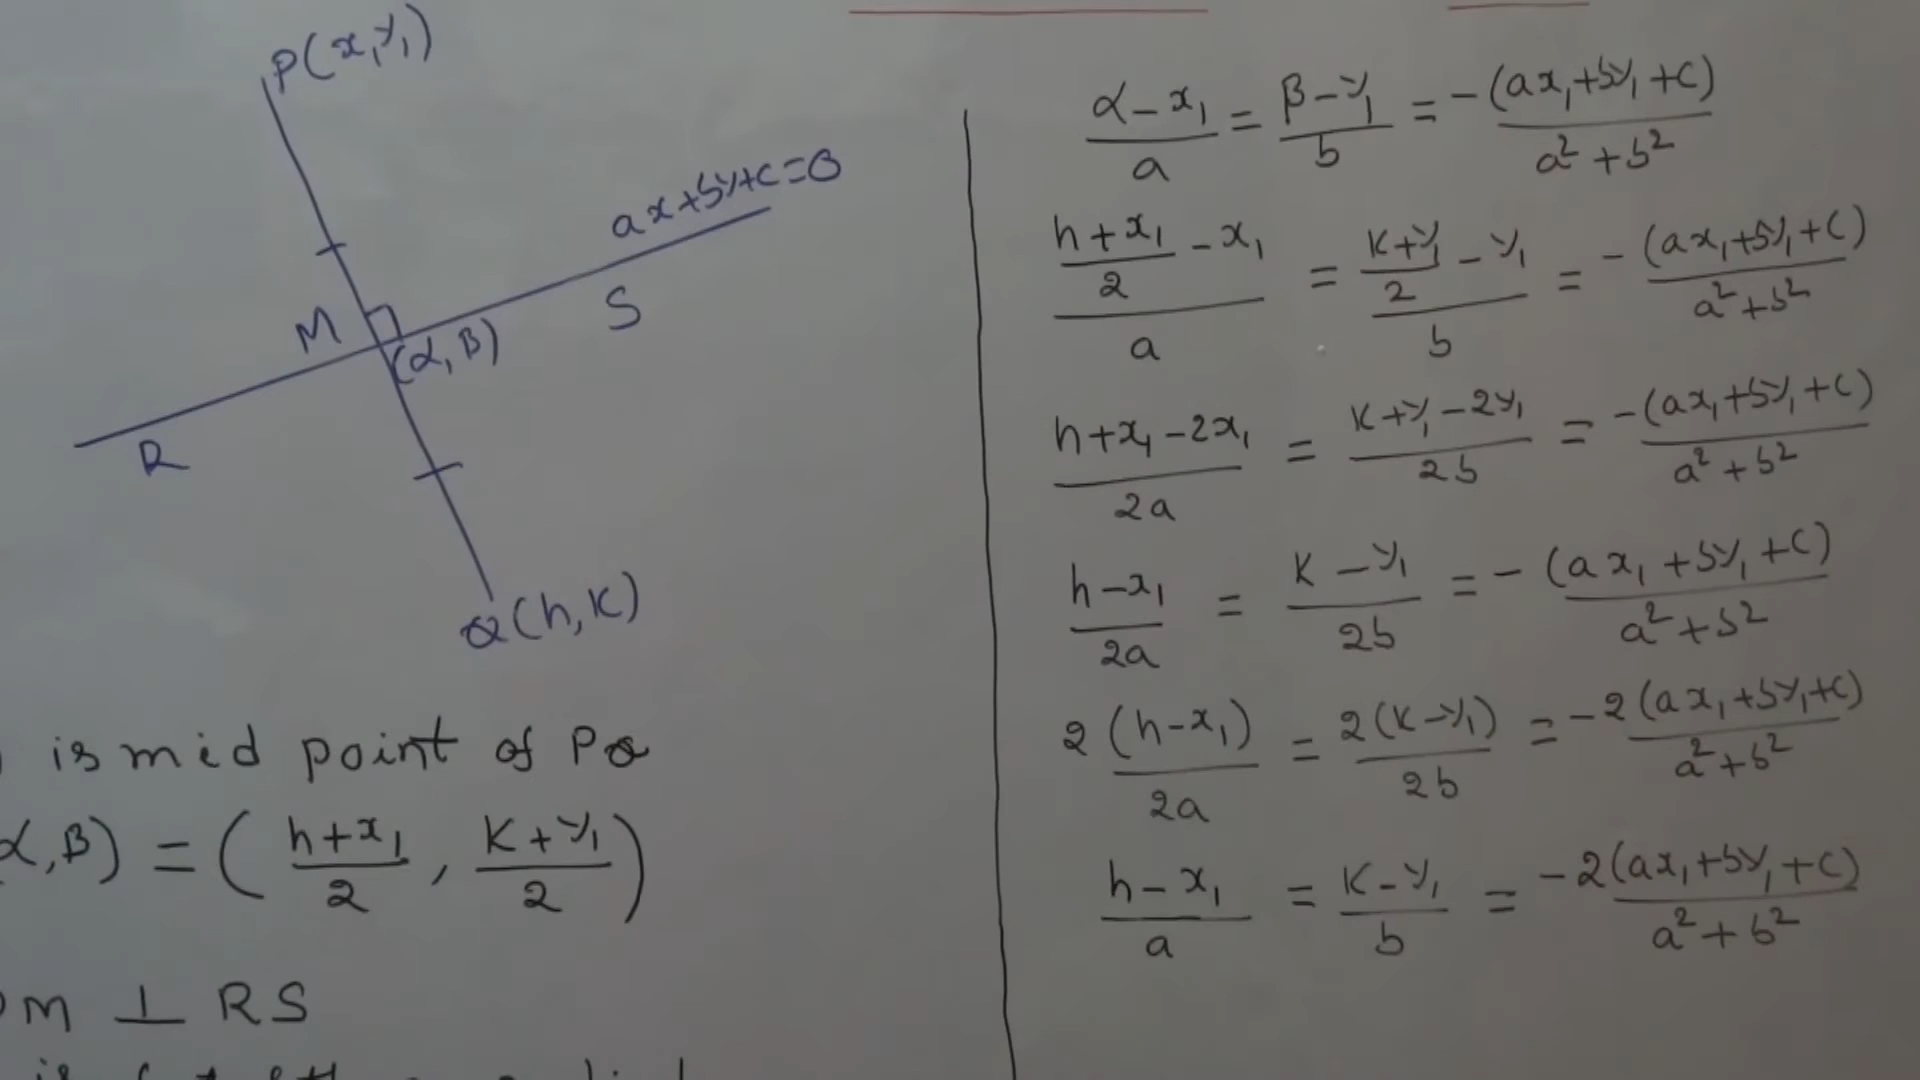 P(x₁y₁)
ax+by+c=0
M
(α, β)
S
R
Q(h, k)
is mid point of PQ
α, β) = ( (h+x₁)/2 , (k+y₁)/2 )
M ⊥ RS
is
(α-x₁)/a = (β-y₁)/b = -(ax₁+by₁+c)/(a²+b²)
((h+x₁)/2 - x₁)/a = ((k+y₁)/2 - y₁)/b = -(ax₁+by₁+c)/(a²+b²)
(h+x₁-2x₁)/2a = (k+y₁-2y₁)/2b = -(ax₁+by₁+c)/(a²+b²)
(h-x₁)/2a = (k-y₁)/2b = -(ax₁+by₁+c)/(a²+b²)
2(h-x₁)/2a = 2(k-y₁)/2b = -2(ax₁+by₁+c)/(a²+b²)
(h-x₁)/a = (k-y₁)/b = -2(ax₁+by₁+c)/(a²+b²)